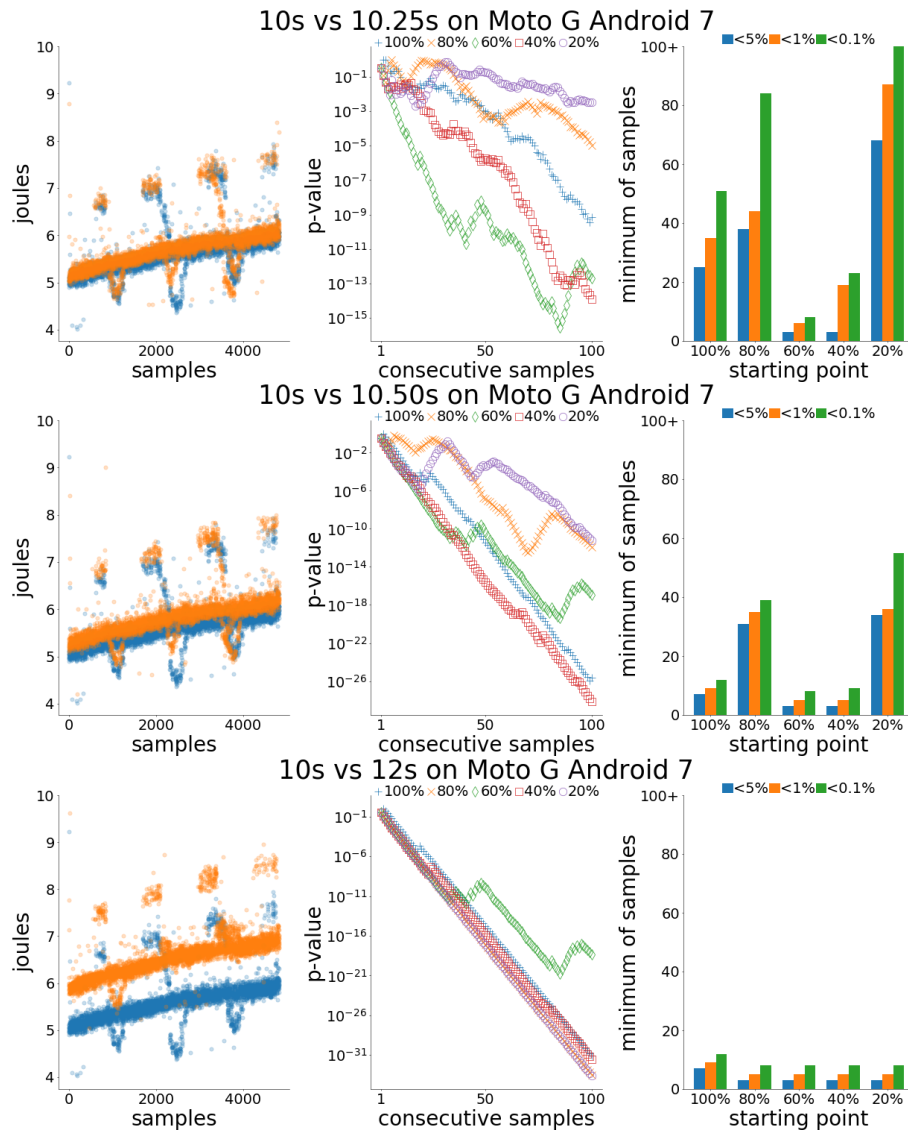 10s vs 10.25s on Moto G Android 7
100% 80% 60% 40% 20%
<5% <1% <0.1%
10
9
8
7
6
5
4
joules
0 2000 4000
samples
10⁻¹
10⁻³
10⁻⁵
10⁻⁷
10⁻⁹
10⁻¹¹
10⁻¹³
10⁻¹⁵
p-value
1 50 100
consecutive samples
100+
80
60
40
20
0
minimum of samples
100% 80% 60% 40% 20%
starting point
10s vs 10.50s on Moto G Android 7
100% 80% 60% 40% 20%
<5% <1% <0.1%
10
9
8
7
6
5
4
joules
0 2000 4000
samples
10⁻²
10⁻⁶
10⁻¹⁰
10⁻¹⁴
10⁻¹⁸
10⁻²²
10⁻²⁶
p-value
1 50 100
consecutive samples
100+
80
60
40
20
0
minimum of samples
100% 80% 60% 40% 20%
starting point
10s vs 12s on Moto G Android 7
100% 80% 60% 40% 20%
<5% <1% <0.1%
10
9
8
7
6
5
4
joules
0 2000 4000
samples
10⁻¹
10⁻⁶
10⁻¹¹
10⁻¹⁶
10⁻²¹
10⁻²⁶
10⁻³¹
p-value
1 50 100
consecutive samples
100+
80
60
40
20
0
minimum of samples
100% 80% 60% 40% 20%
starting point